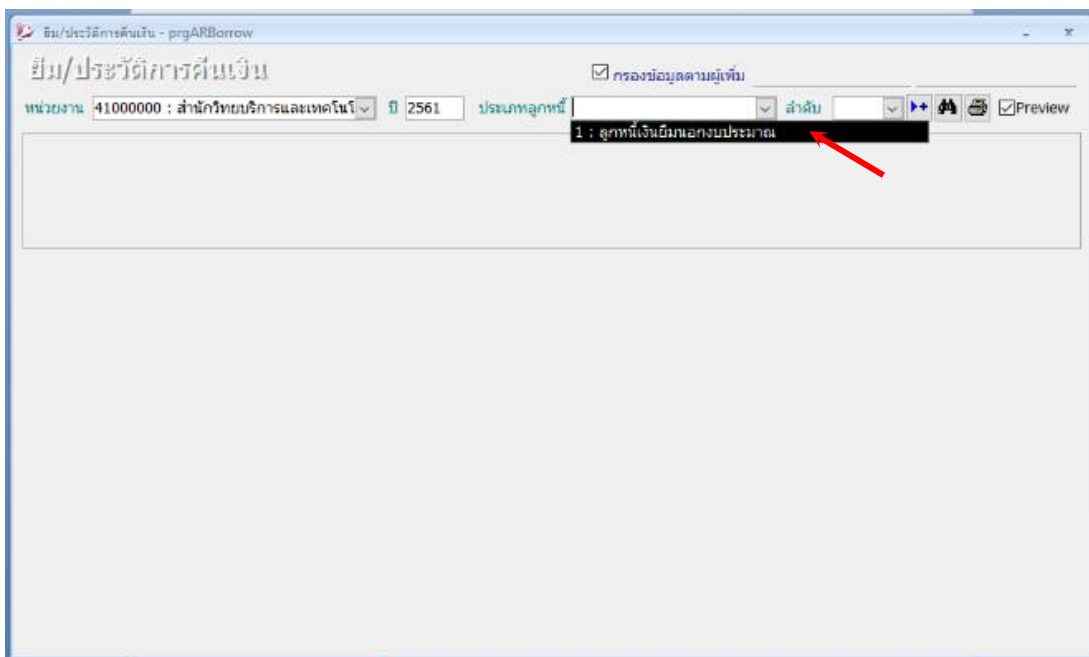 ยืม/ประวัติการคืนเงิน - prgARBorrow
ยืม/ประวัติการคืนเงิน
กรองข้อมูลตามผู้เพิ่ม
หน่วยงาน 41000000 : สำนักวิทยบริการและเทคโนโ ปี 2561 ประเภทลูกหนี้ ลำดับ Preview
1 : ลูกหนี้เงินยืมนอกงบประมาณ